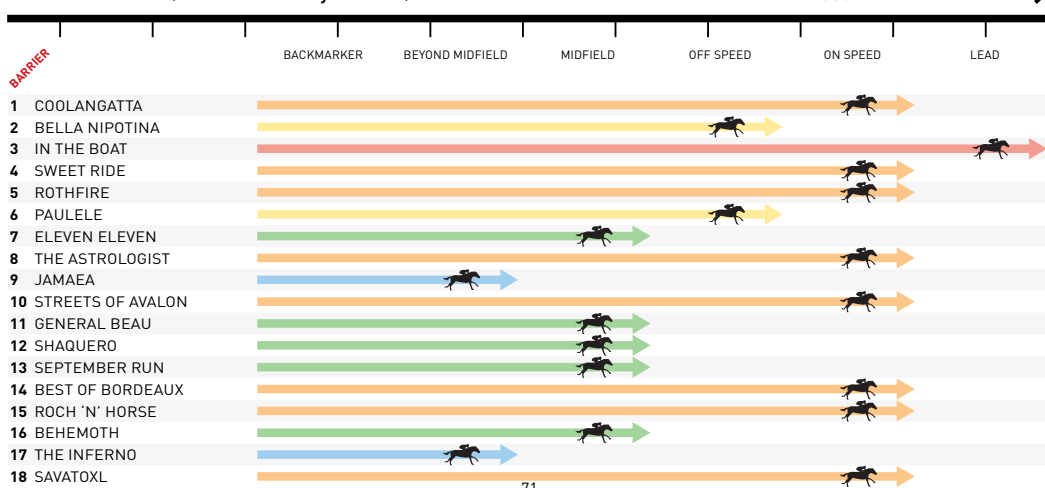 BACKMARKER BEYOND MIDFIELD MIDFIELD OFF SPEED ON SPEED LEAD
BARRIER
1 COOLANGATTA
2 BELLA NIPOTINA
3 IN THE BOAT
4 SWEET RIDE
5 ROTHFIRE
6 PAULELE
7 ELEVEN ELEVEN
8 THE ASTROLOGIST
9 JAMAEA
10 STREETS OF AVALON
11 GENERAL BEAU
12 SHAQUERO
13 SEPTEMBER RUN
14 BEST OF BORDEAUX
15 ROCH ‘N’ HORSE
16 BEHEMOTH
17 THE INFERNO
18 SAVATOXL
71